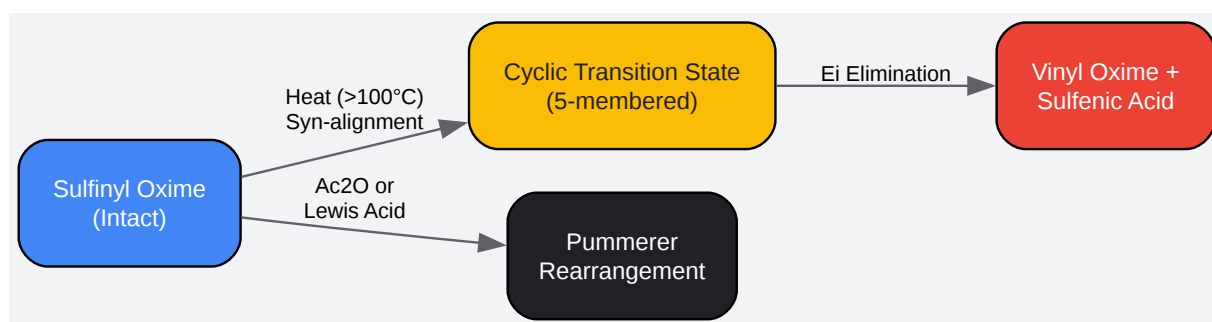 Sulfinyl Oxime
(Intact)
Heat (>100°C)
Syn-alignment
Cyclic Transition State
(5-membered)
Ei Elimination
Vinyl Oxime +
Sulfenic Acid
Ac2O or
Lewis Acid
Pummerer
Rearrangement